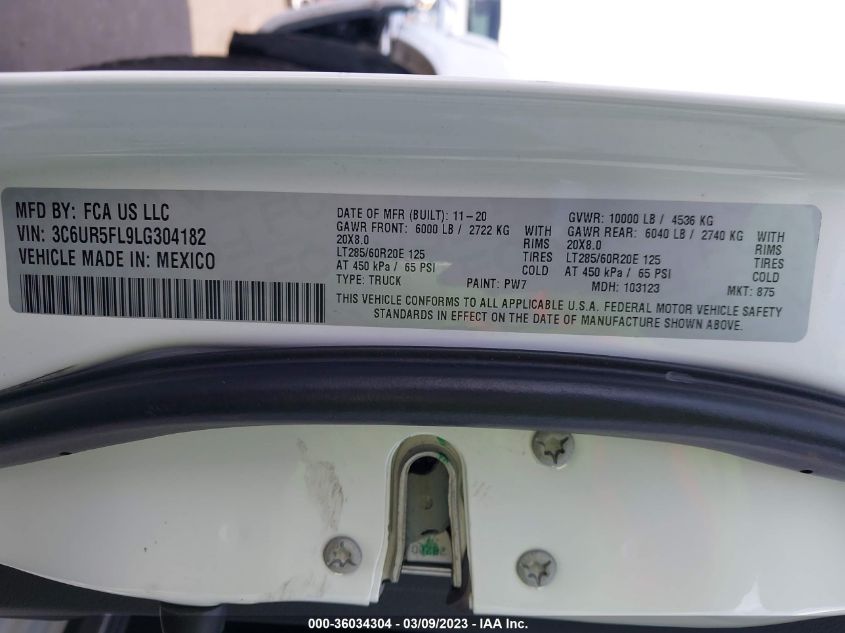 MFD BY: FCA US LLC
VIN: 3C6UR5FL9LG304182
VEHICLE MADE IN: MEXICO
DATE OF MFR (BUILT): 11-20
GAWR FRONT: 6000 LB / 2722 KG WITH
20X8.0 RIMS
LT285/60R20E 125 TIRES
AT 450 kPa / 65 PSI COLD
TYPE: TRUCK PAINT: PW7
GVWR: 10000 LB / 4536 KG
GAWR REAR: 6040 LB / 2740 KG WITH
20X8.0 RIMS
LT285/60R20E 125 TIRES
AT 450 kPa / 65 PSI COLD
MDH: 103123 MKT: 875
THIS VEHICLE CONFORMS TO ALL APPLICABLE U.S.A. FEDERAL MOTOR VEHICLE SAFETY
STANDARDS IN EFFECT ON THE DATE OF MANUFACTURE SHOWN ABOVE.
000-36034304 - 03/09/2023 - IAA Inc.